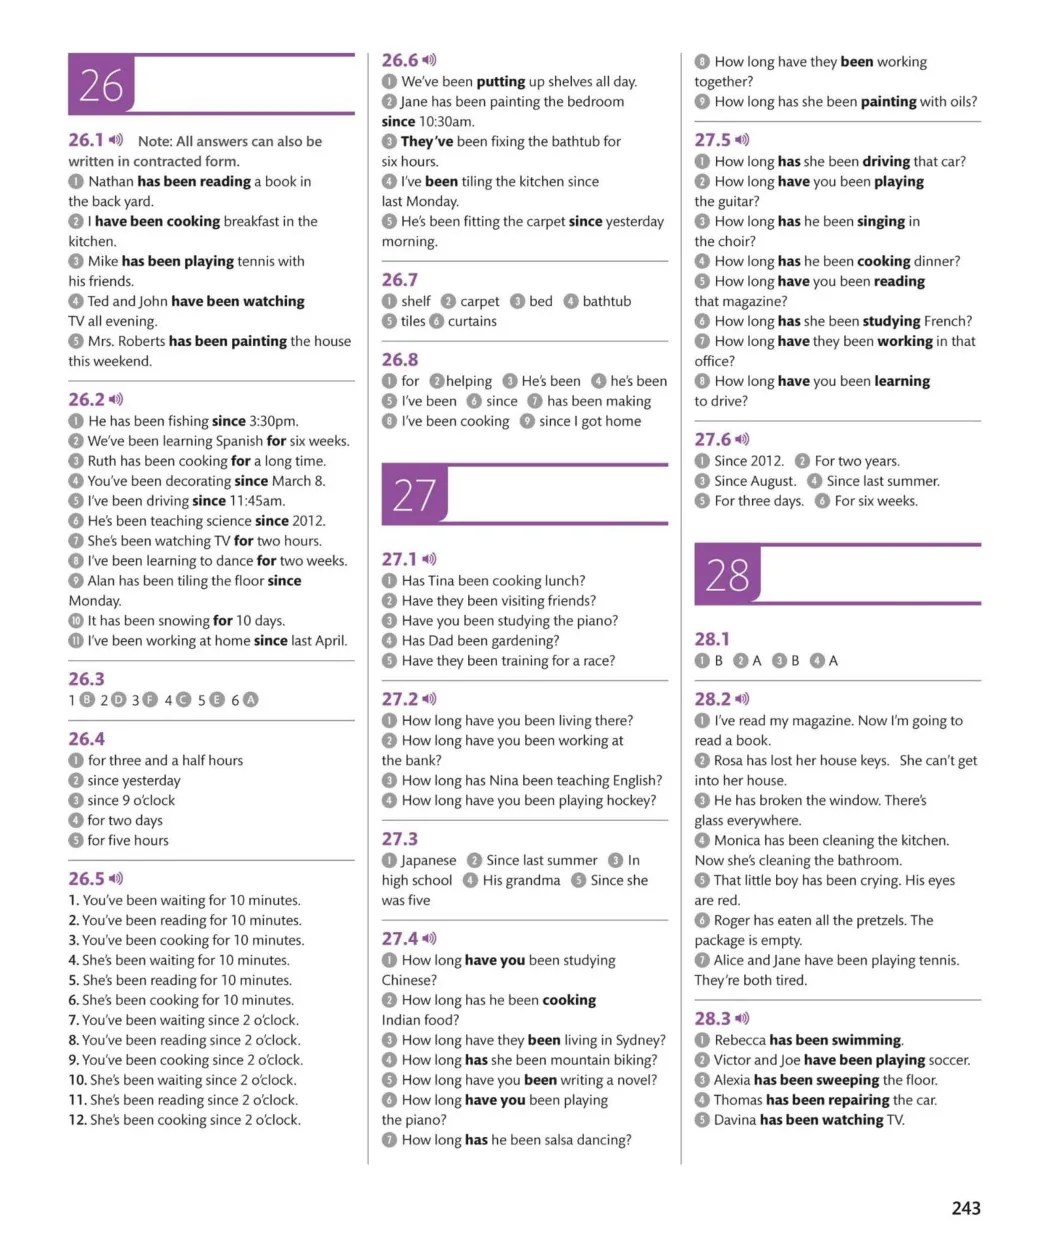 26
26.1 Note: All answers can also be
written in contracted form.
1 Nathan has been reading a book in
the back yard.
2 I have been cooking breakfast in the
kitchen.
3 Mike has been playing tennis with
his friends.
4 Ted and John have been watching
TV all evening.
5 Mrs. Roberts has been painting the house
this weekend.
26.2
1 He has been fishing since 3:30pm.
2 We've been learning Spanish for six weeks.
3 Ruth has been cooking for a long time.
4 You've been decorating since March 8.
5 I've been driving since 11:45am.
6 He's been teaching science since 2012.
7 She's been watching TV for two hours.
8 I've been learning to dance for two weeks.
9 Alan has been tiling the floor since
Monday.
10 It has been snowing for 10 days.
11 I've been working at home since last April.
26.3
1 B 2 D 3 F 4 C 5 E 6 A
26.4
1 for three and a half hours
2 since yesterday
3 since 9 o'clock
4 for two days
5 for five hours
26.5
1. You've been waiting for 10 minutes.
2. You've been reading for 10 minutes.
3. You've been cooking for 10 minutes.
4. She's been waiting for 10 minutes.
5. She's been reading for 10 minutes.
6. She's been cooking for 10 minutes.
7. You've been waiting since 2 o'clock.
8. You've been reading since 2 o'clock.
9. You've been cooking since 2 o'clock.
10. She's been waiting since 2 o'clock.
11. She's been reading since 2 o'clock.
12. She's been cooking since 2 o'clock.
26.6
1 We've been putting up shelves all day.
2 Jane has been painting the bedroom
since 10:30am.
3 They've been fixing the bathtub for
six hours.
4 I've been tiling the kitchen since
last Monday.
5 He's been fitting the carpet since yesterday
morning.
26.7
1 shelf 2 carpet 3 bed 4 bathtub
5 tiles 6 curtains
26.8
1 for 2 helping 3 He's been 4 he's been
5 I've been 6 since 7 has been making
8 I've been cooking 9 since I got home
27
27.1
1 Has Tina been cooking lunch?
2 Have they been visiting friends?
3 Have you been studying the piano?
4 Has Dad been gardening?
5 Have they been training for a race?
27.2
1 How long have you been living there?
2 How long have you been working at
the bank?
3 How long has Nina been teaching English?
4 How long have you been playing hockey?
27.3
1 Japanese 2 Since last summer 3 In
high school 4 His grandma 5 Since she
was five
27.4
1 How long have you been studying
Chinese?
2 How long has he been cooking
Indian food?
3 How long have they been living in Sydney?
4 How long has she been mountain biking?
5 How long have you been writing a novel?
6 How long have you been playing
the piano?
7 How long has he been salsa dancing?
8 How long have they been working
together?
9 How long has she been painting with oils?
27.5
1 How long has she been driving that car?
2 How long have you been playing
the guitar?
3 How long has he been singing in
the choir?
4 How long has he been cooking dinner?
5 How long have you been reading
that magazine?
6 How long has she been studying French?
7 How long have they been working in that
office?
8 How long have you been learning
to drive?
27.6
1 Since 2012. 2 For two years.
3 Since August. 4 Since last summer.
5 For three days. 6 For six weeks.
28
28.1
1 B 2 A 3 B 4 A
28.2
1 I've read my magazine. Now I'm going to
read a book.
2 Rosa has lost her house keys. She can't get
into her house.
3 He has broken the window. There's
glass everywhere.
4 Monica has been cleaning the kitchen.
Now she's cleaning the bathroom.
5 That little boy has been crying. His eyes
are red.
6 Roger has eaten all the pretzels. The
package is empty.
7 Alice and Jane have been playing tennis.
They're both tired.
28.3
1 Rebecca has been swimming.
2 Victor and Joe have been playing soccer.
3 Alexia has been sweeping the floor.
4 Thomas has been repairing the car.
5 Davina has been watching TV.
243